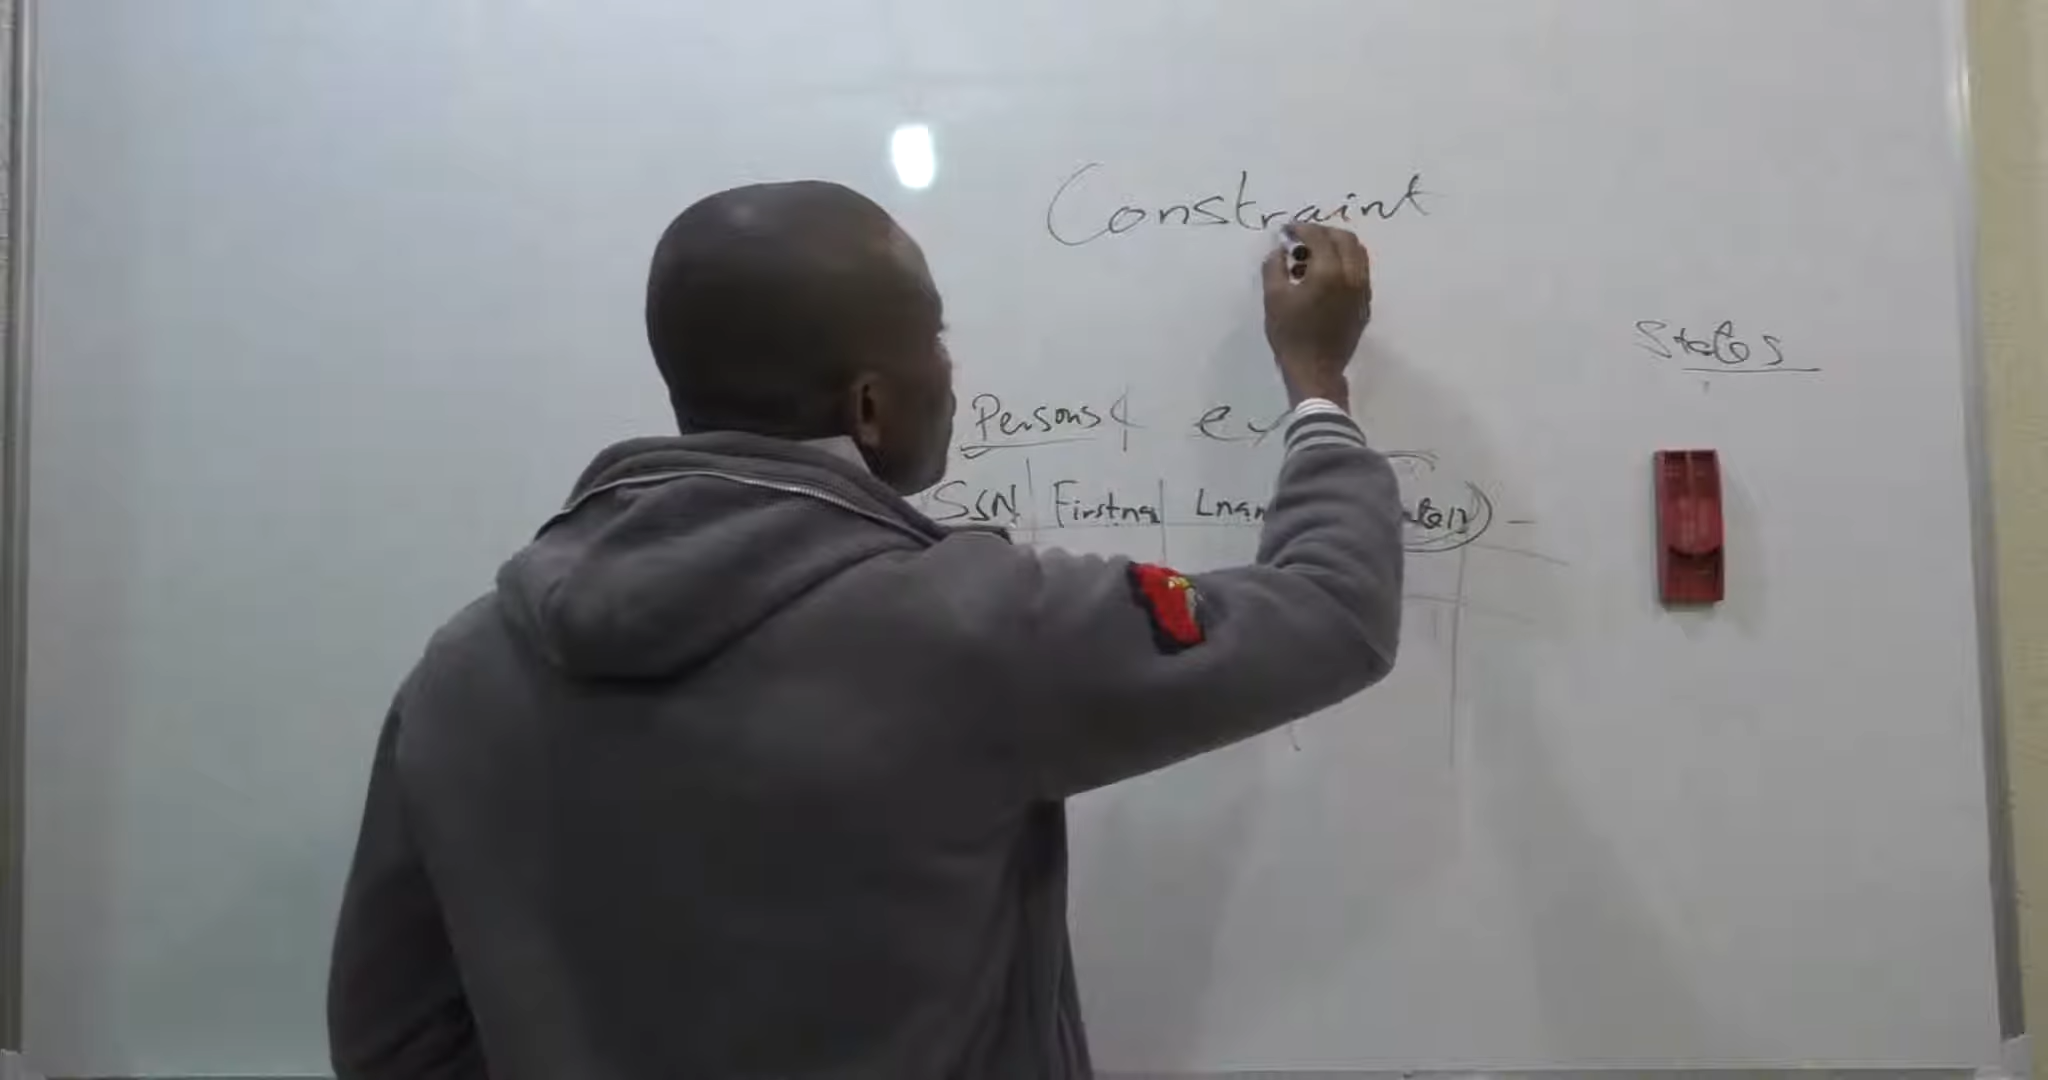 Constraint
States
Persons
SSN Firstna Lnam